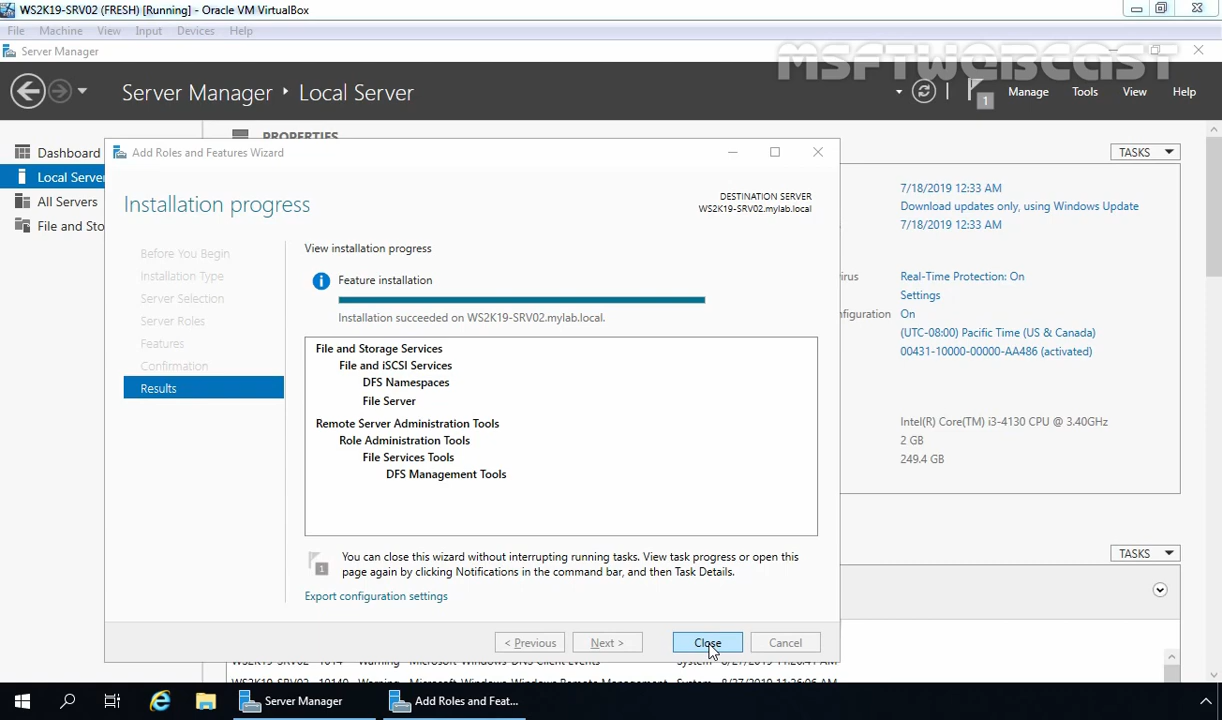 WS2K19-SRV02 (FRESH) [Running] - Oracle VM VirtualBox
File Machine View Input Devices Help
Server Manager
MSFTWEBCAST
Server Manager Local Server
1
Manage Tools View Help
PROPERTIES
TASKS
Dashboard
Local Serve
All Servers
File and Sto
Add Roles and Features Wizard
Installation progress
DESTINATION SERVER
WS2K19-SRV02.mylab.local
Before You Begin
Installation Type
Server Selection
Server Roles
Features
Confirmation
Results
View installation progress
Feature installation
Installation succeeded on WS2K19-SRV02.mylab.local.
File and Storage Services
File and iSCSI Services
DFS Namespaces
File Server
Remote Server Administration Tools
Role Administration Tools
File Services Tools
DFS Management Tools
1
You can close this wizard without interrupting running tasks. View task progress or open this
page again by clicking Notifications in the command bar, and then Task Details.
Export configuration settings
< Previous Next > Close Cancel
7/18/2019 12:33 AM
Download updates only, using Windows Update
7/18/2019 12:33 AM
virus Real-Time Protection: On
Settings
figuration On
(UTC-08:00) Pacific Time (US & Canada)
00431-10000-00000-AA486 (activated)
Intel(R) Core(TM) i3-4130 CPU @ 3.40GHz
2 GB
249.4 GB
TASKS
Server Manager
Add Roles and Feat...